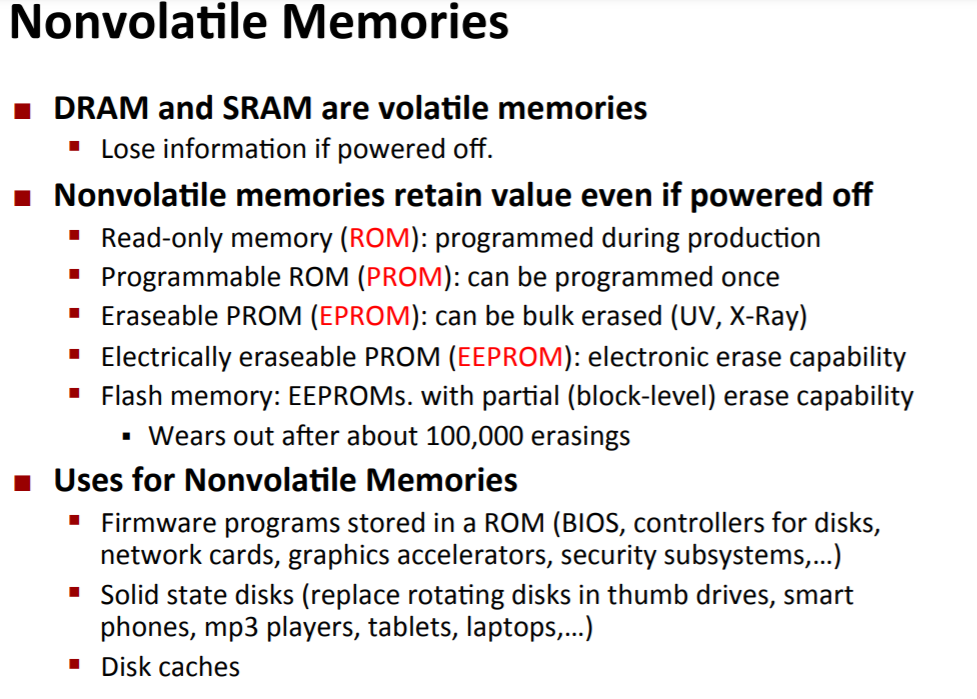 Nonvolatile Memories
DRAM and SRAM are volatile memories
Lose information if powered off.
Nonvolatile memories retain value even if powered off
Read-only memory (ROM): programmed during production
Programmable ROM (PROM): can be programmed once
Eraseable PROM (EPROM): can be bulk erased (UV, X-Ray)
Electrically eraseable PROM (EEPROM): electronic erase capability
Flash memory: EEPROMs. with partial (block-level) erase capability
Wears out after about 100,000 erasings
Uses for Nonvolatile Memories
Firmware programs stored in a ROM (BIOS, controllers for disks,
network cards, graphics accelerators, security subsystems,...)
Solid state disks (replace rotating disks in thumb drives, smart
phones, mp3 players, tablets, laptops,...)
Disk caches